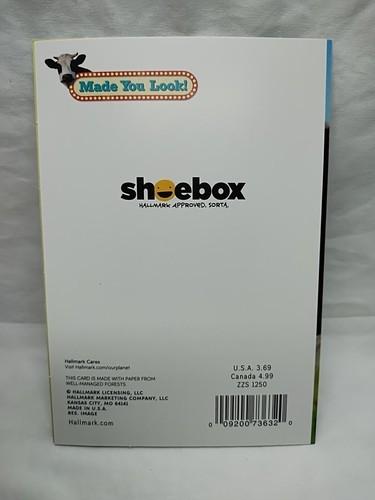 Made You Look!
shoebox
HALLMARK APPROVED. SORTA.
Hallmark Cares
Visit Hallmark.com/ourplanet
THIS CARD IS MADE WITH PAPER FROM
WELL-MANAGED FORESTS
© HALLMARK LICENSING, LLC
HALLMARK MARKETING COMPANY, LLC
KANSAS CITY, MO 64141
MADE IN U.S.A.
RES. IMAGE
Hallmark.com
U.S.A. 3.69
Canada 4.99
ZZS 1250
0 09200 73632 0